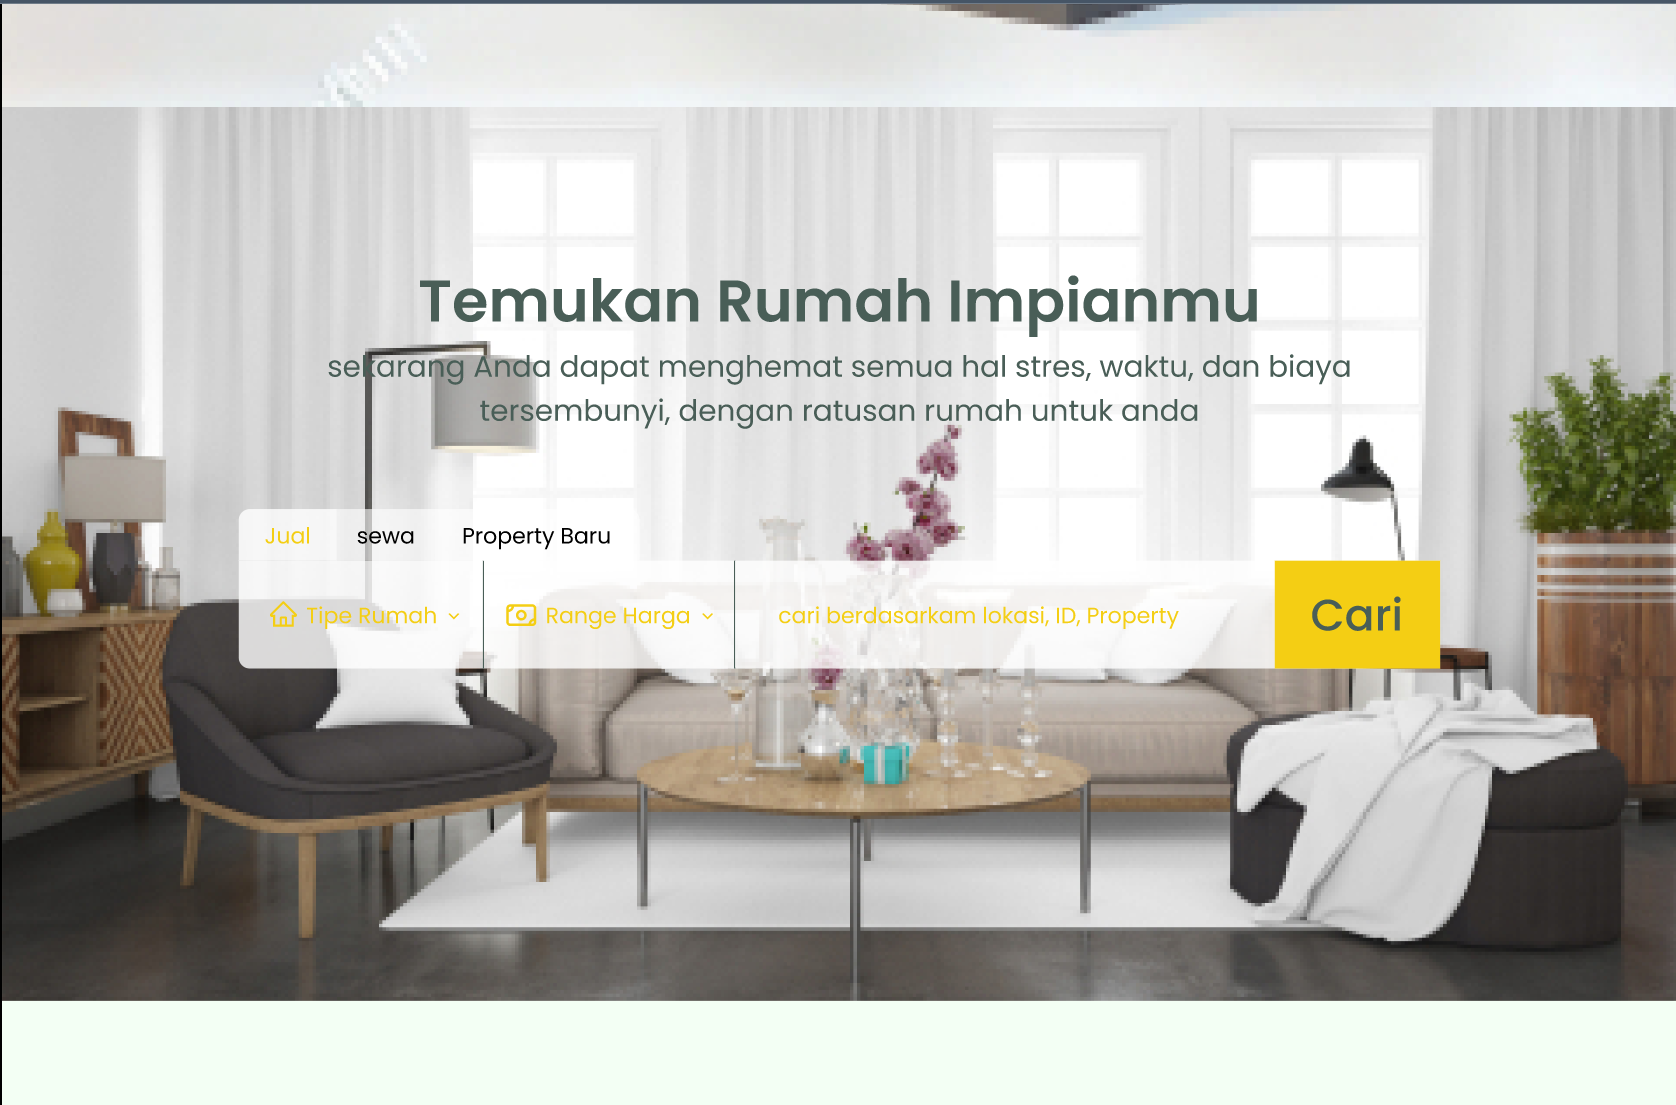 Temukan Rumah Impianmu
sekarang Anda dapat menghemat semua hal stres, waktu, dan biaya
tersembunyi, dengan ratusan rumah untuk anda
Jual sewa Property Baru
Tipe Rumah Range Harga cari berdasarkam lokasi, ID, Property Cari